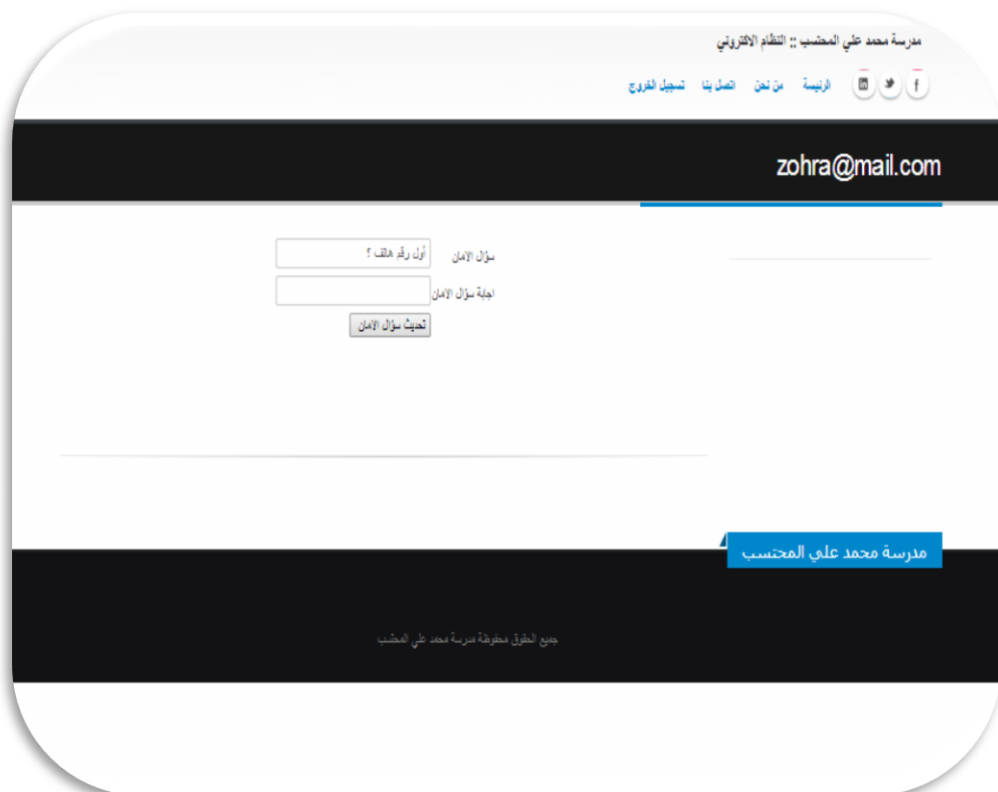 مدرسة محمد علي المحتسب :: النظام الالكتروني
الرئيسة من نحن اتصل بنا تسجيل الخروج
zohra@mail.com
سؤال الامان أول رقم هاتف ؟
اجابة سؤال الامان
تحديث سؤال الامان
مدرسة محمد علي المحتسب
جميع الحقوق محفوظة مدرسة محمد علي المحتسب